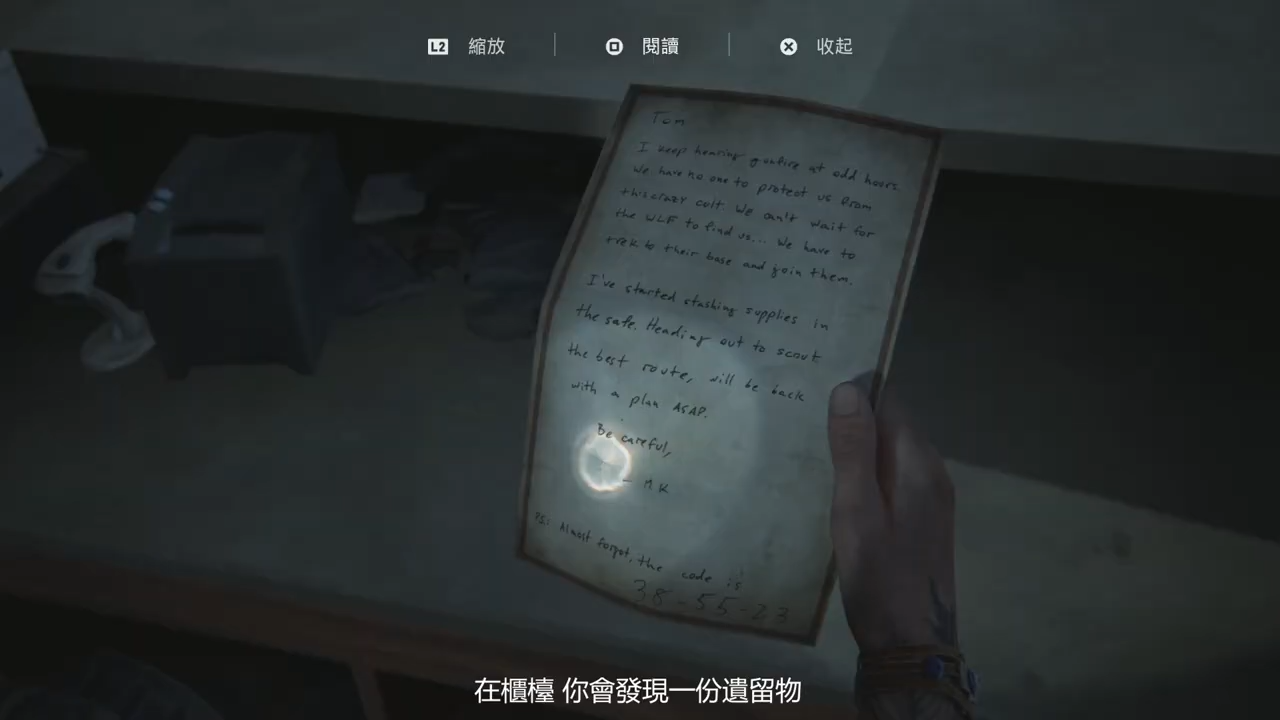 L2 縮放 閱讀 收起
Tom
I keep hearing gunfire at odd hours.
We have no one to protect us from
this crazy cult. We can't wait for
the WLF to find us... We have to
trek to their base and join them.
I've started stashing supplies in
the safe. Heading out to scout
the best route, will be back
with a plan ASAP.
Be careful,
- MK
PS: Almost forgot, the code is
38-55-23
在櫃檯 你會發現一份遺留物